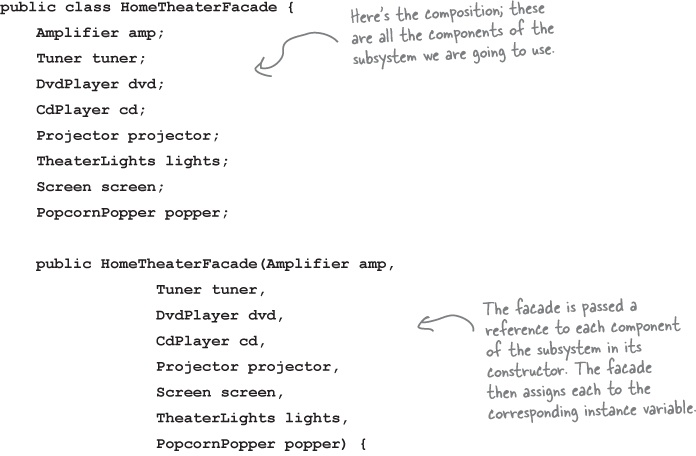 public class HomeTheaterFacade {
Amplifier amp;
Tuner tuner;
DvdPlayer dvd;
CdPlayer cd;
Projector projector;
TheaterLights lights;
Screen screen;
PopcornPopper popper;
Here's the composition; these
are all the components of the
subsystem we are going to use.
public HomeTheaterFacade(Amplifier amp,
Tuner tuner,
DvdPlayer dvd,
CdPlayer cd,
Projector projector,
Screen screen,
TheaterLights lights,
PopcornPopper popper) {
The facade is passed a
reference to each component
of the subsystem in its
constructor. The facade
then assigns each to the
corresponding instance variable.